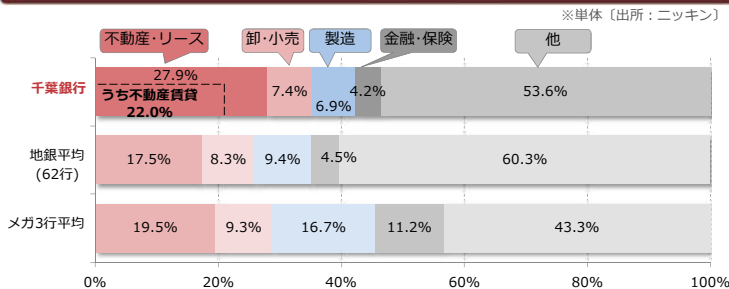 ※単体〔出所：ニッキン〕
不動産・リース 卸・小売 製造 金融・保険 他
千葉銀行 27.9% 7.4% 6.9% 4.2% 53.6%
うち不動産賃貸
22.0%
地銀平均 17.5% 8.3% 9.4% 4.5% 60.3%
(62行)
メガ3行平均 19.5% 9.3% 16.7% 11.2% 43.3%
0% 20% 40% 60% 80% 100%